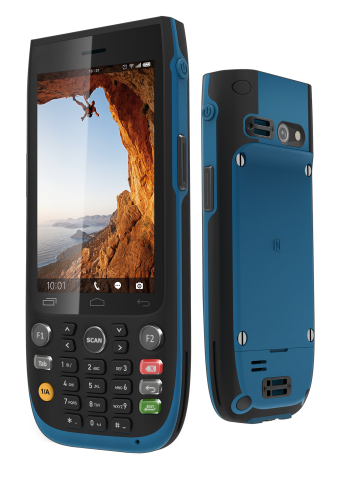 10:01
F1
SCAN
F2
Tab
1
2 ABC
3 DEF
1/A
4 GHI
5 JKL
6 MNO
7 PQRS
8 TUV
9 WXYZ
*
0
#
N